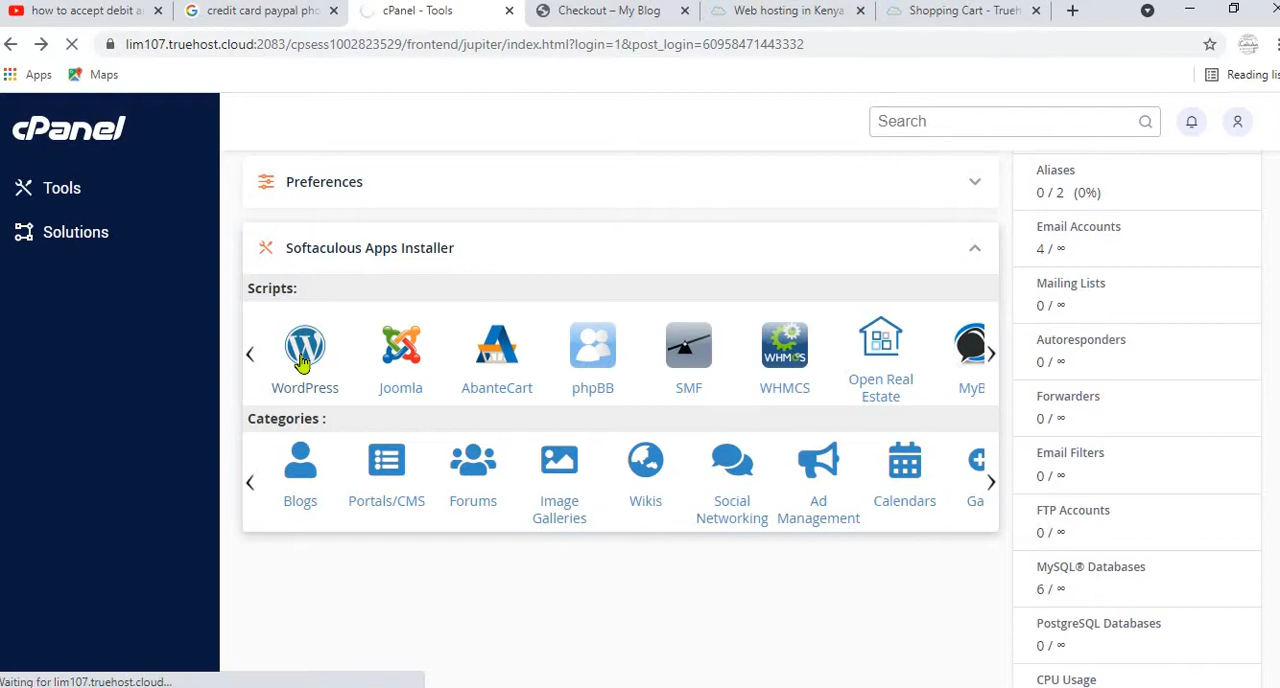 how to accept debit a
credit card paypal pho
cPanel - Tools
Checkout – My Blog
Web hosting in Kenya
Shopping Cart - Trueh
lim107.truehost.cloud:2083/cpsess1002823529/frontend/jupiter/index.html?login=1&post_login=60958471443332
Apps
Maps
Reading lis
cPanel
Search
Tools
Solutions
Preferences
Softaculous Apps Installer
Scripts:
WordPress
Joomla
AbanteCart
phpBB
SMF
WHMCS
WHMCS
Open Real
Estate
MyB
Categories :
Blogs
Portals/CMS
Forums
Image
Galleries
Wikis
Social
Networking
Ad
Management
Calendars
Ga
Aliases
0 / 2 (0%)
Email Accounts
4 / ∞
Mailing Lists
0 / ∞
Autoresponders
0 / ∞
Forwarders
0 / ∞
Email Filters
0 / ∞
FTP Accounts
0 / ∞
MySQL® Databases
6 / ∞
PostgreSQL Databases
0 / ∞
CPU Usage
Waiting for lim107.truehost.cloud...